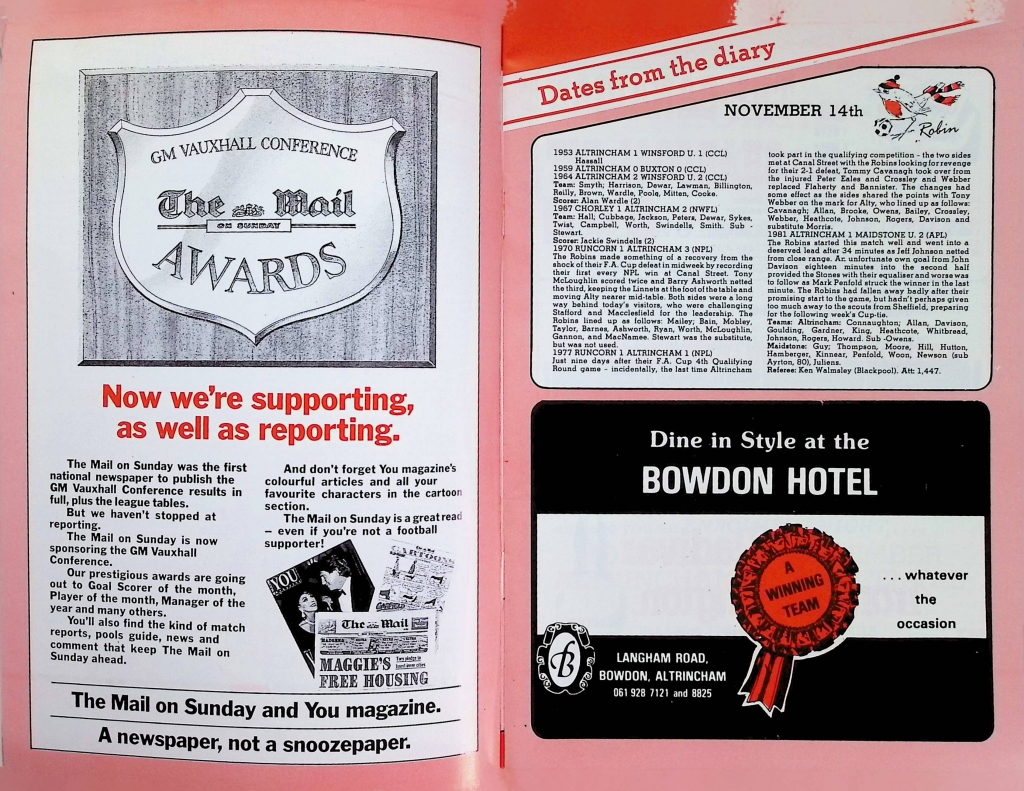 GM VAUXHALL CONFERENCE
The Mail
ON SUNDAY
AWARDS
Now we're supporting,
as well as reporting.
The Mail on Sunday was the first
national newspaper to publish the
GM Vauxhall Conference results in
full, plus the league tables.
But we haven't stopped at
reporting.
The Mail on Sunday is now
sponsoring the GM Vauxhall
Conference.
Our prestigious awards are going
out to Goal Scorer of the month,
Player of the month, Manager of the
year and many others.
You'll also find the kind of match
reports, pools guide, news and
comment that keep The Mail on
Sunday ahead.
And don't forget You magazine's
colourful articles and all your
favourite characters in the cartoon
section.
The Mail on Sunday is a great read
– even if you're not a football
supporter!
YOU
CARTOONS
GARFIELD
The Mail
MAGGIE'S
FREE HOUSING
The Mail on Sunday and You magazine.
A newspaper, not a snoozepaper.
Dates from the diary
NOVEMBER 14th
Robin
1953 ALTRINCHAM 1 WINSFORD U. 1 (CCL)
Hassall
1959 ALTRINCHAM 0 BUXTON 0 (CCL)
1964 ALTRINCHAM 2 WINSFORD U. 2 (CCL)
Team: Smyth; Harrison, Dewar, Lawman, Billington,
Reilly, Brown, Wardle, Poole, Mitten, Cooke.
Scorer: Alan Wardle (2)
1967 CHORLEY 1 ALTRINCHAM 2 (NWFL)
Team: Hall; Cubbage, Jackson, Peters, Dewar, Sykes,
Twist, Campbell, Worth, Swindells, Smith. Sub -
Stewart.
Scorer: Jackie Swindells (2)
1970 RUNCORN 1 ALTRINCHAM 3 (NPL)
The Robins made something of a recovery from the
shock of their F.A. Cup defeat in midweek by recording
their first every NPL win at Canal Street. Tony
McLoughlin scored twice and Barry Ashworth netted
the third, keeping the Linnets at the foot of the table and
moving Alty nearer mid-table. Both sides were a long
way behind today's visitors, who were challenging
Stafford and Macclesfield for the leadership. The
Robins lined up as follows: Mailey; Bain, Mobley,
Taylor, Barnes, Ashworth, Ryan, Worth, McLoughlin,
Gannon, and MacNamee. Stewart was the substitute,
but was not used.
1977 RUNCORN 1 ALTRINCHAM 1 (NPL)
Just nine days after their F.A. Cup 4th Qualifying
Round game – incidentally, the last time Altrincham
took part in the qualifying competition - the two sides
met at Canal Street with the Robins looking for revenge
for their 2-1 defeat, Tommy Cavanagh took over from
the injured Peter Eales and Crossley and Webber
replaced Flaherty and Bannister. The changes had
some effect as the sides shared the points with Tony
Webber on the mark for Alty, who lined up as follows:
Cavanagh; Allan, Brooke, Owens, Bailey, Crossley,
Webber, Heathcote, Johnson, Rogers, Davison and
substitute Morris.
1981 ALTRINCHAM 1 MAIDSTONE U. 2 (APL)
The Robins started this match well and went into a
deserved lead after 34 minutes as Jeff Johnson netted
from close range. An unfortunate own goal from John
Davison eighteen minutes into the second half
provided the Stones with their equaliser and worse was
to follow as Mark Penfold struck the winner in the last
minute. The Robins had fallen away badly after their
promising start to the game, but hadn't perhaps given
too much away to the scouts from Sheffield, preparing
for the following week's Cup-tie.
Teams: Altrincham: Connaughton; Allan, Davison,
Goulding, Gardner, King, Heathcote, Whitbread,
Johnson, Rogers, Howard. Sub -Owens.
Maidstone: Guy; Thompson, Moore, Hill, Hutton,
Hamberger, Kinnear, Penfold, Woon, Newson (sub
Ayrton, 80), Juliens.
Referee: Ken Walmsley (Blackpool). Att: 1,447.
Dine in Style at the
BOWDON HOTEL
A
WINNING
TEAM
. . . whatever
the
occasion
B
LANGHAM ROAD,
BOWDON, ALTRINCHAM
061 928 7121 and 8825